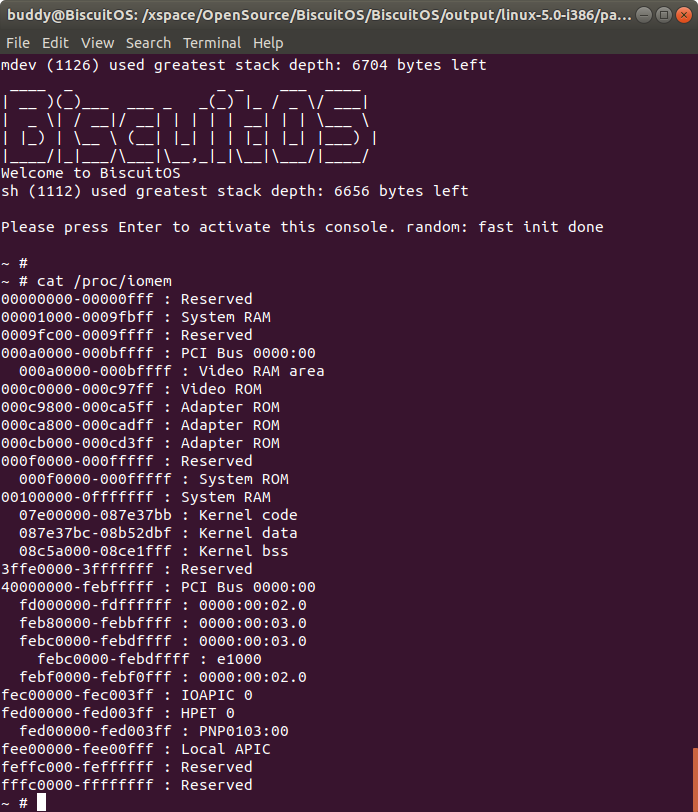 buddy@BiscuitOS: /xspace/OpenSource/BiscuitOS/BiscuitOS/output/linux-5.0-i386/pa...
File Edit View Search Terminal Help
mdev (1126) used greatest stack depth: 6704 bytes left
 ____  _                _ _    ___  ____
| __ )(_)___  ___ _   _(_) |_ / _ \/ ___|
|  _ \| / __|/ __| | | | | __| | | \___ \
| |_) | \__ \ (__| |_| | | |_| |_| |___) |
|____/|_|___/\___|\__,_|_|\__|\___/|____/
Welcome to BiscuitOS
sh (1112) used greatest stack depth: 6656 bytes left
Please press Enter to activate this console. random: fast init done
~ #
~ # cat /proc/iomem
00000000-00000fff : Reserved
00001000-0009fbff : System RAM
0009fc00-0009ffff : Reserved
000a0000-000bffff : PCI Bus 0000:00
  000a0000-000bffff : Video RAM area
000c0000-000c97ff : Video ROM
000c9800-000ca5ff : Adapter ROM
000ca800-000cadff : Adapter ROM
000cb000-000cd3ff : Adapter ROM
000f0000-000fffff : Reserved
  000f0000-000fffff : System ROM
00100000-0fffffff : System RAM
  07e00000-087e37bb : Kernel code
  087e37bc-08b52dbf : Kernel data
  08c5a000-08ce1fff : Kernel bss
3ffe0000-3fffffff : Reserved
40000000-febfffff : PCI Bus 0000:00
  fd000000-fdffffff : 0000:00:02.0
  feb80000-febbffff : 0000:00:03.0
  febc0000-febdffff : 0000:00:03.0
    febc0000-febdffff : e1000
  febf0000-febf0fff : 0000:00:02.0
fec00000-fec003ff : IOAPIC 0
fed00000-fed003ff : HPET 0
  fed00000-fed003ff : PNP0103:00
fee00000-fee00fff : Local APIC
feffc000-feffffff : Reserved
fffc0000-ffffffff : Reserved
~ #